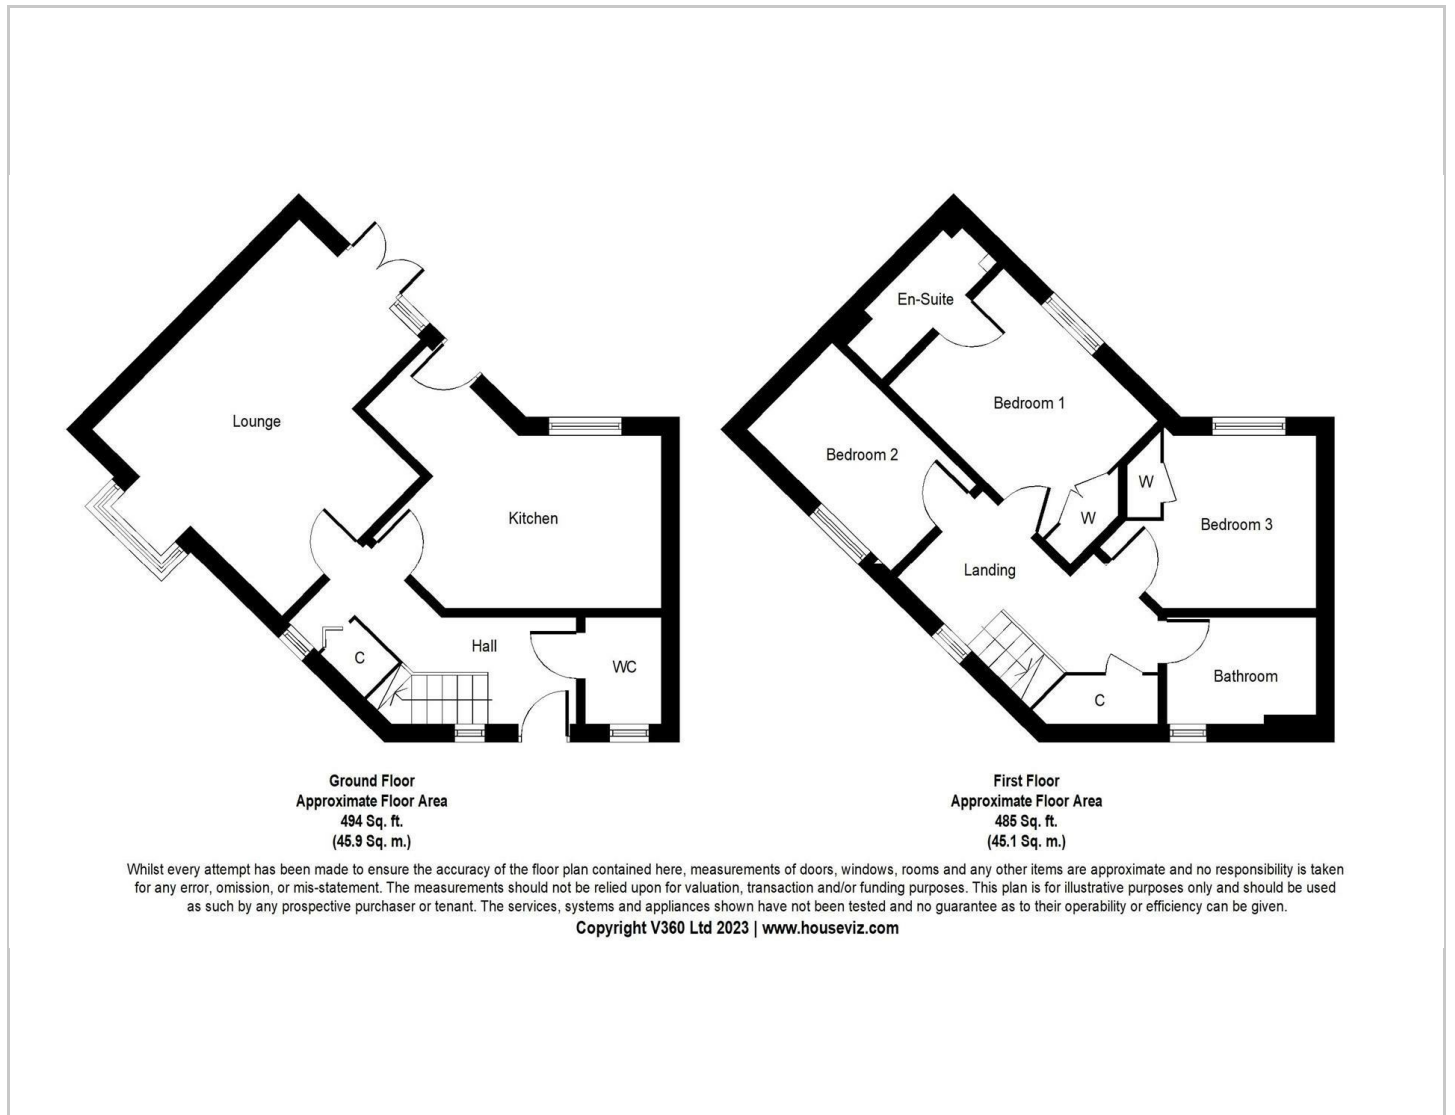 Lounge
Kitchen
Hall
C
WC
En-Suite
Bedroom 1
Bedroom 2
W
W
Bedroom 3
Landing
Bathroom
C
Ground Floor
Approximate Floor Area
494 Sq. ft.
(45.9 Sq. m.)
First Floor
Approximate Floor Area
485 Sq. ft.
(45.1 Sq. m.)
Whilst every attempt has been made to ensure the accuracy of the floor plan contained here, measurements of doors, windows, rooms and any other items are approximate and no responsibility is taken
for any error, omission, or mis-statement. The measurements should not be relied upon for valuation, transaction and/or funding purposes. This plan is for illustrative purposes only and should be used
as such by any prospective purchaser or tenant. The services, systems and appliances shown have not been tested and no guarantee as to their operability or efficiency can be given.
Copyright V360 Ltd 2023 | www.houseviz.com